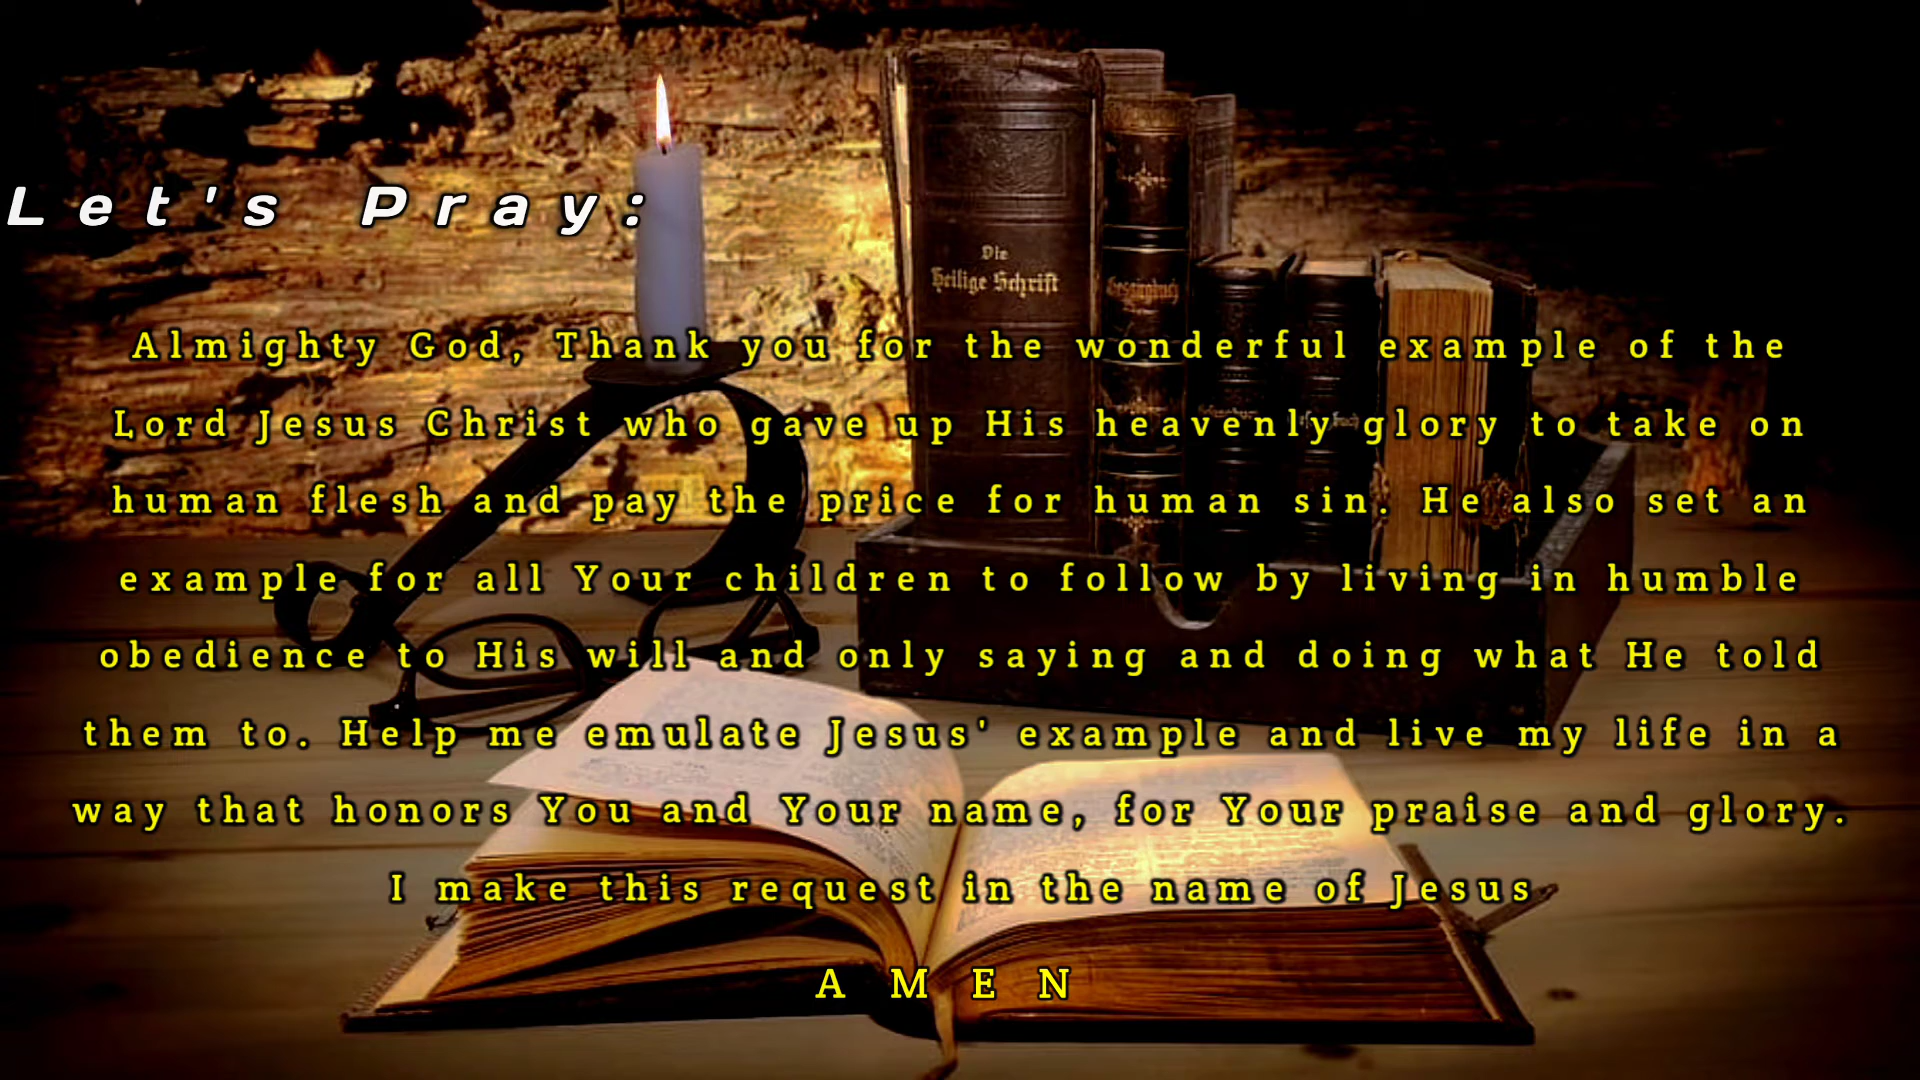 Let's Pray:
Die
Heilige Schrift
Gesangbuch
Almighty God, Thank you for the wonderful example of the
Lord Jesus Christ who gave up His heavenly glory to take on
human flesh and pay the price for human sin. He also set an
example for all Your children to follow by living in humble
obedience to His will and only saying and doing what He told
them to. Help me emulate Jesus' example and live my life in a
way that honors You and Your name, for Your praise and glory.
I make this request in the name of Jesus
AMEN